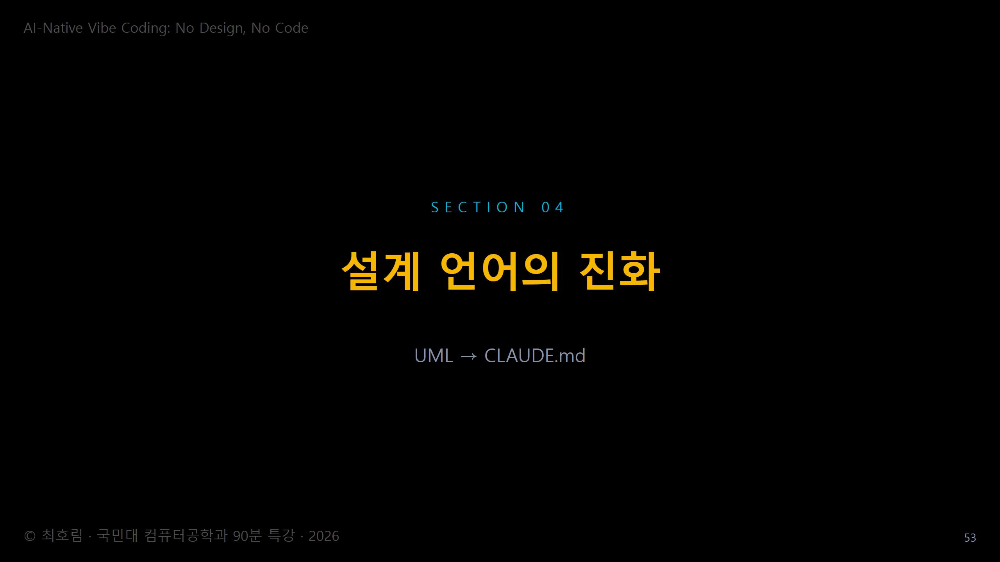 AI-Native Vibe Coding: No Design, No Code
SECTION 04
설계 언어의 진화
UML → CLAUDE.md
© 최호림 · 국민대 컴퓨터공학과 90분 특강 · 2026
53